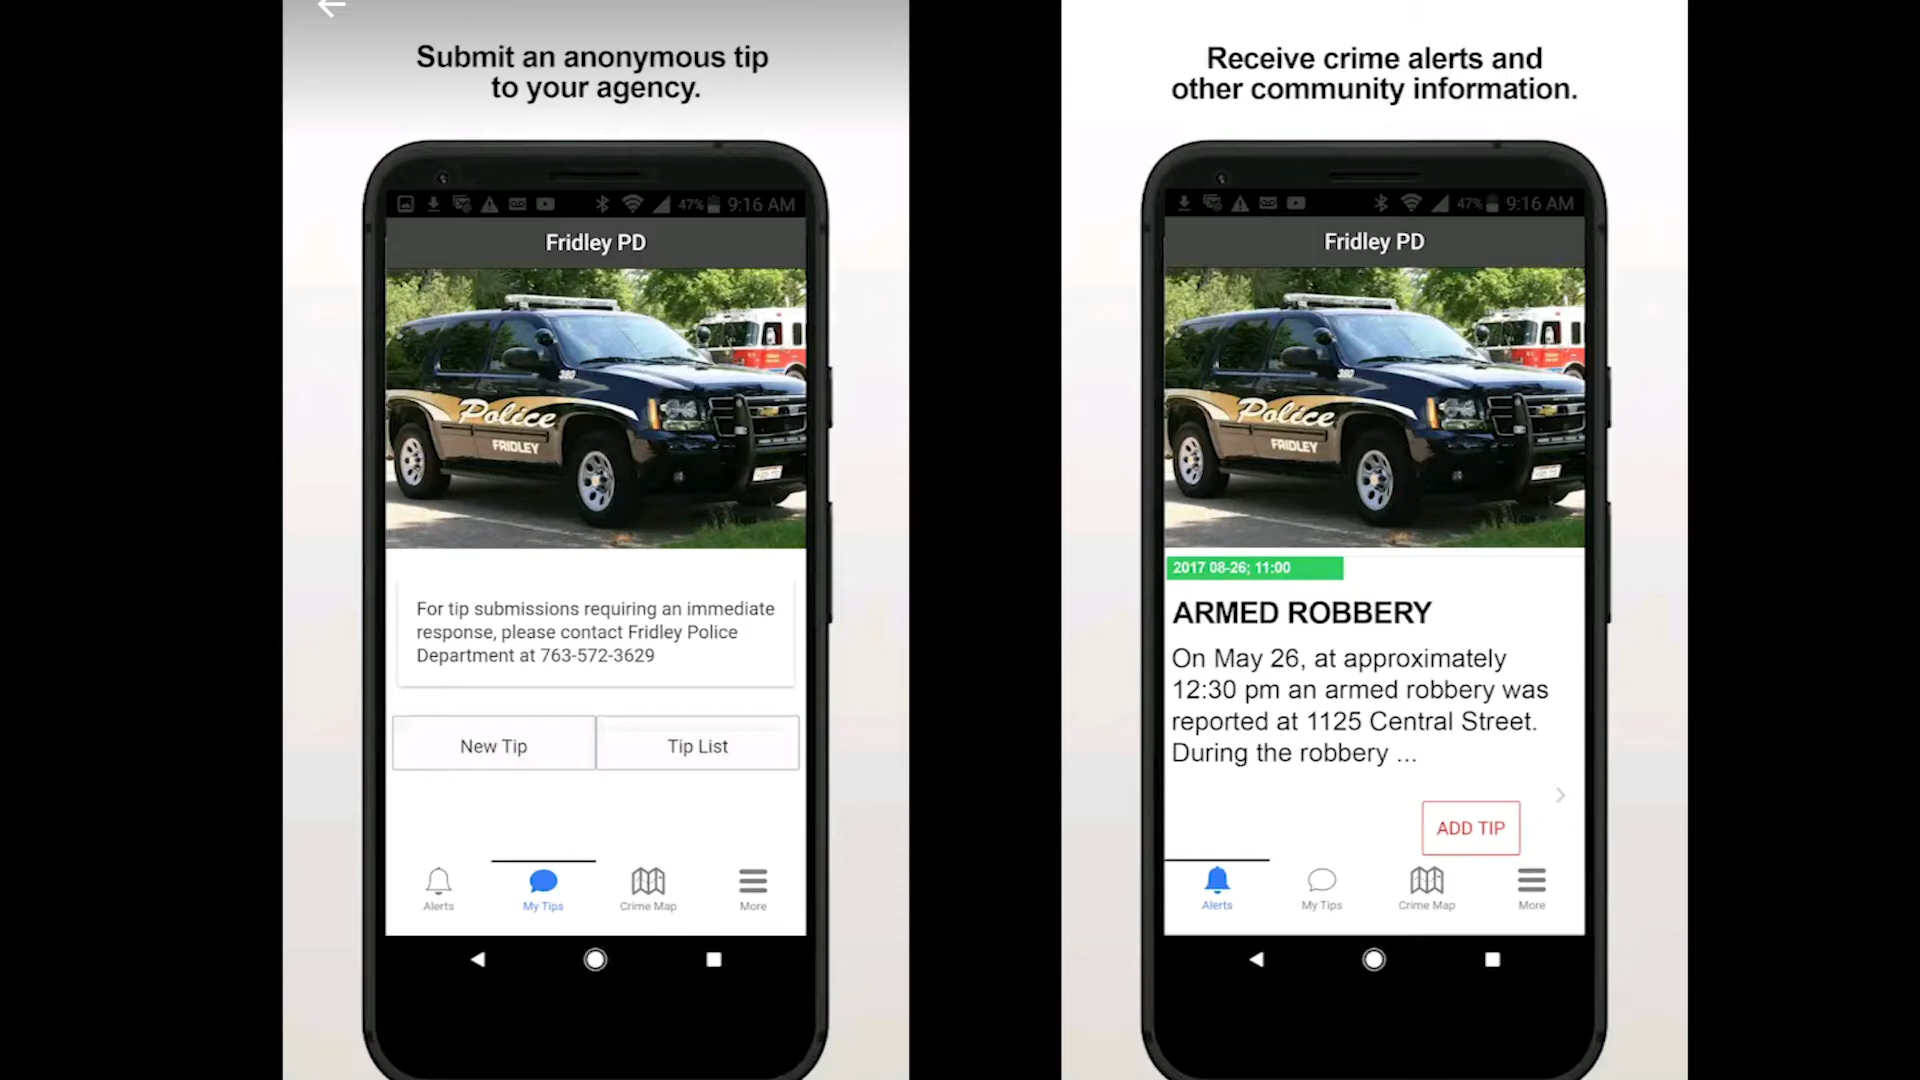 Submit an anonymous tip
to your agency.
47%
9:16 AM
Fridley PD
380
Police
FRIDLEY
For tip submissions requiring an immediate
response, please contact Fridley Police
Department at 763-572-3629
New Tip
Tip List
Alerts
My Tips
Crime Map
More
Receive crime alerts and
other community information.
47%
9:16 AM
Fridley PD
380
Police
FRIDLEY
2017 08-26; 11:00
ARMED ROBBERY
On May 26, at approximately
12:30 pm an armed robbery was
reported at 1125 Central Street.
During the robbery ...
ADD TIP
Alerts
My Tips
Crime Map
More